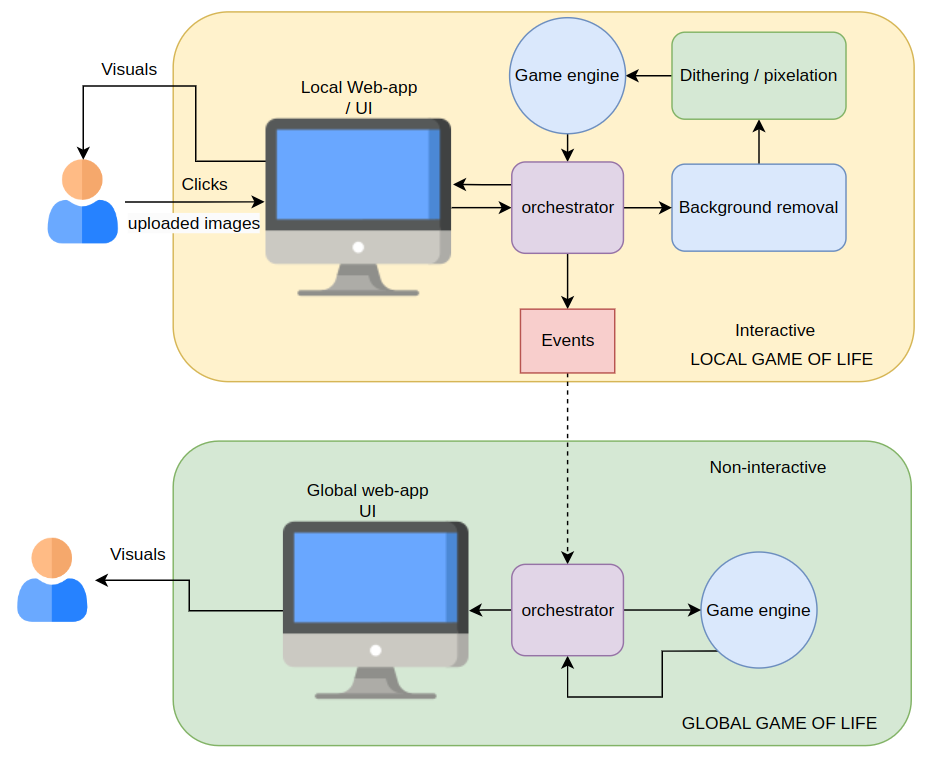 Visuals
Local Web-app
/ UI
Game engine
Dithering / pixelation
Clicks
uploaded images
orchestrator
Background removal
Events
Interactive
LOCAL GAME OF LIFE
Non-interactive
Global web-app
UI
Visuals
orchestrator
Game engine
GLOBAL GAME OF LIFE